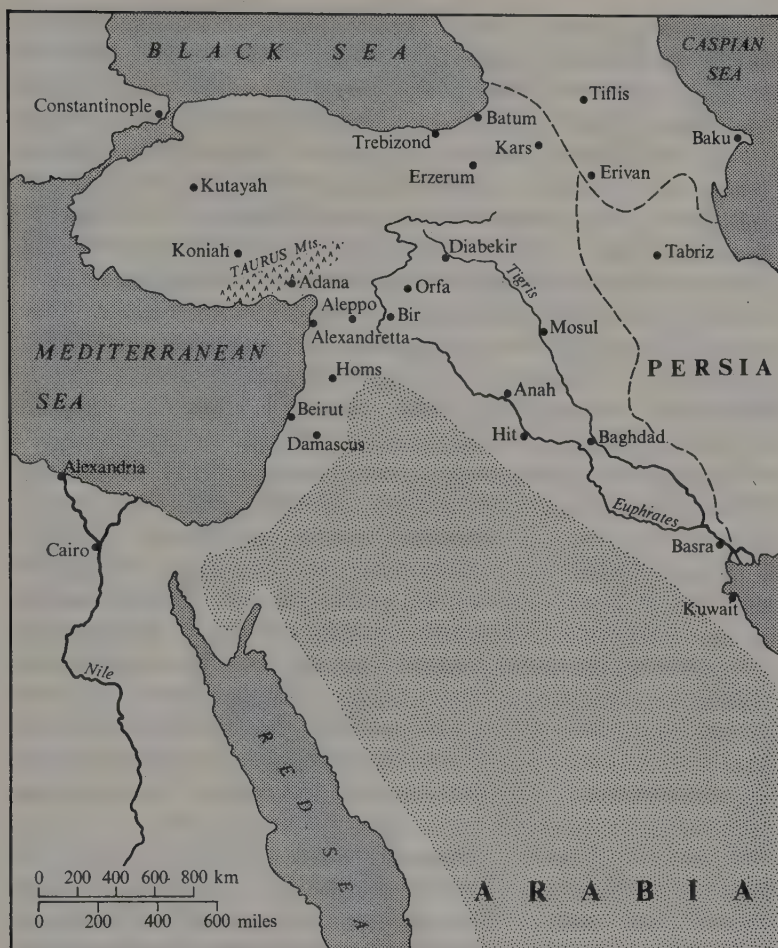 BLACK SEA
CASPIAN
SEA
Constantinople
Tiflis
Batum
Trebizond
Kars
Baku
Erzerum
Erivan
Kutayah
Koniah
TAURUS Mts.
Diabekir
Tabriz
Adana
Tigris
Orfa
Aleppo
Bir
Alexandretta
Mosul
MEDITERRANEAN
SEA
Homs
PERSIA
Anah
Beirut
Hit
Baghdad
Damascus
Alexandria
Euphrates
Cairo
Basra
Kuwait
Nile
RED SEA
0 200 400 600 800 km
0 200 400 600 miles
ARABIA